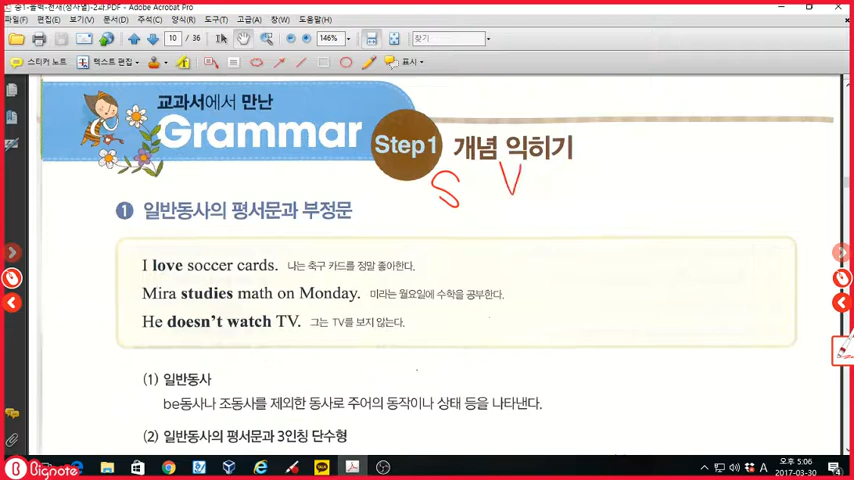 중1-물백-천재(정사열)-2과.PDF - Adobe Acrobat Pro
파일(F) 편집(E) 보기(V) 문서(D) 주석(C) 양식(R) 도구(T) 고급(A) 창(W) 도움말(H)
10 / 36 146% 찾기
스티커 노트 텍스트 편집 표시
교과서에서 만난
Grammar Step1 개념 익히기
S V
1 일반동사의 평서문과 부정문
I love soccer cards. 나는 축구 카드를 정말 좋아한다.
Mira studies math on Monday. 미라는 월요일에 수학을 공부한다.
He doesn't watch TV. 그는 TV를 보지 않는다.
(1) 일반동사
be동사나 조동사를 제외한 동사로 주어의 동작이나 상태 등을 나타낸다.
(2) 일반동사의 평서문과 3인칭 단수형
Bignote
A 오후 5:06
2017-03-30